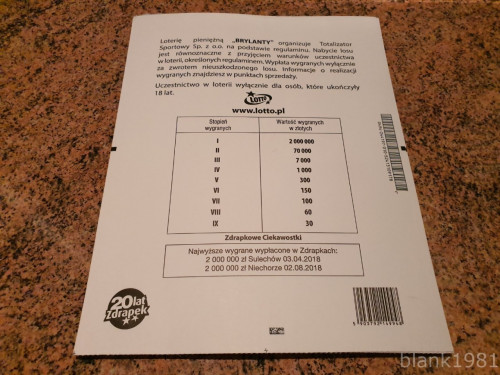 Loterię pieniężną „BRYLANTY” organizuje Totalizator
Sportowy Sp. z o.o. na podstawie regulaminu. Nabycie losu
jest równoznaczne z przyjęciem warunków uczestnictwa
w loterii, określonych regulaminem. Wypłata wygranych wyłącznie
za zwrotem nieuszkodzonego losu. Informacje o realizacji
wygranych znajdziesz w punktach sprzedaży.
Uczestnictwo w loterii wyłącznie dla osób, które ukończyły
18 lat.
LOTTO
www.lotto.pl
Stopień wygranych Wartość wygranych w złotych
I 2 000 000
II 70 000
III 7 000
IV 1 000
V 300
VI 150
VII 100
VIII 60
IX 30
Zdrapkowe Ciekawostki
Najwyższe wygrane wypłacone w Zdrapkach:
2 000 000 zł Sulechów 03.04.2018
2 000 000 zł Niechorze 02.08.2018
20 lat
Zdrapek
blank1981